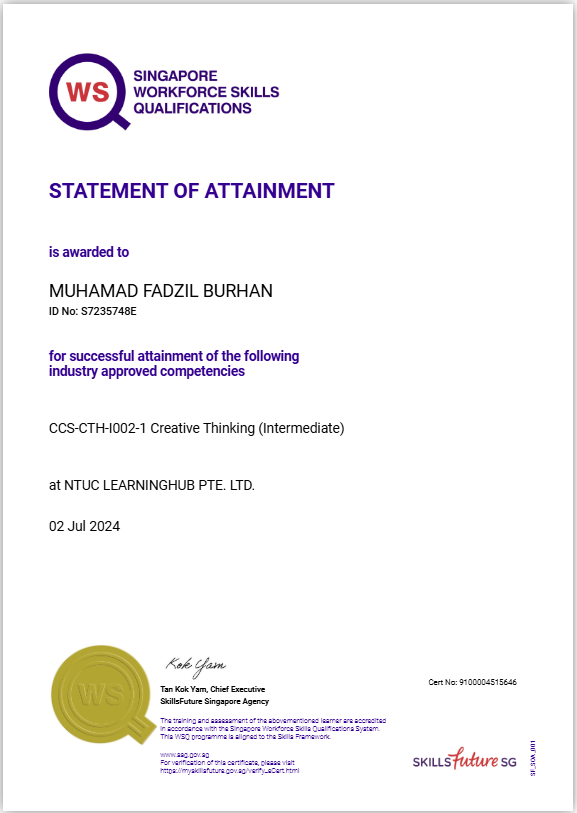 WS
SINGAPORE
WORKFORCE SKILLS
QUALIFICATIONS
STATEMENT OF ATTAINMENT
is awarded to
MUHAMAD FADZIL BURHAN
ID No: S7235748E
for successful attainment of the following
industry approved competencies
CCS-CTH-I002-1 Creative Thinking (Intermediate)
at NTUC LEARNINGHUB PTE. LTD.
02 Jul 2024
WS
Kok Yam
Tan Kok Yam, Chief Executive
SkillsFuture Singapore Agency
The training and assessment of the abovementioned learner are accredited
in accordance with the Singapore Workforce Skills Qualifications System.
This WSQ programme is aligned to the Skills Framework.
www.ssg.gov.sg
For verification of this certificate, please visit
https://myskillsfuture.gov.sg/verify_eCert.html
Cert No: 9100004515646
SKILLSfuture SG
SF_SOA_001